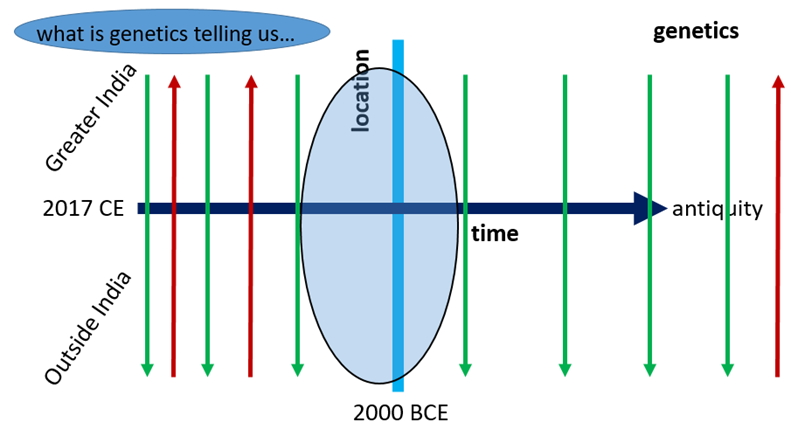 what is genetics telling us…
genetics
location
Greater India
2017 CE
antiquity
time
Outside India
2000 BCE